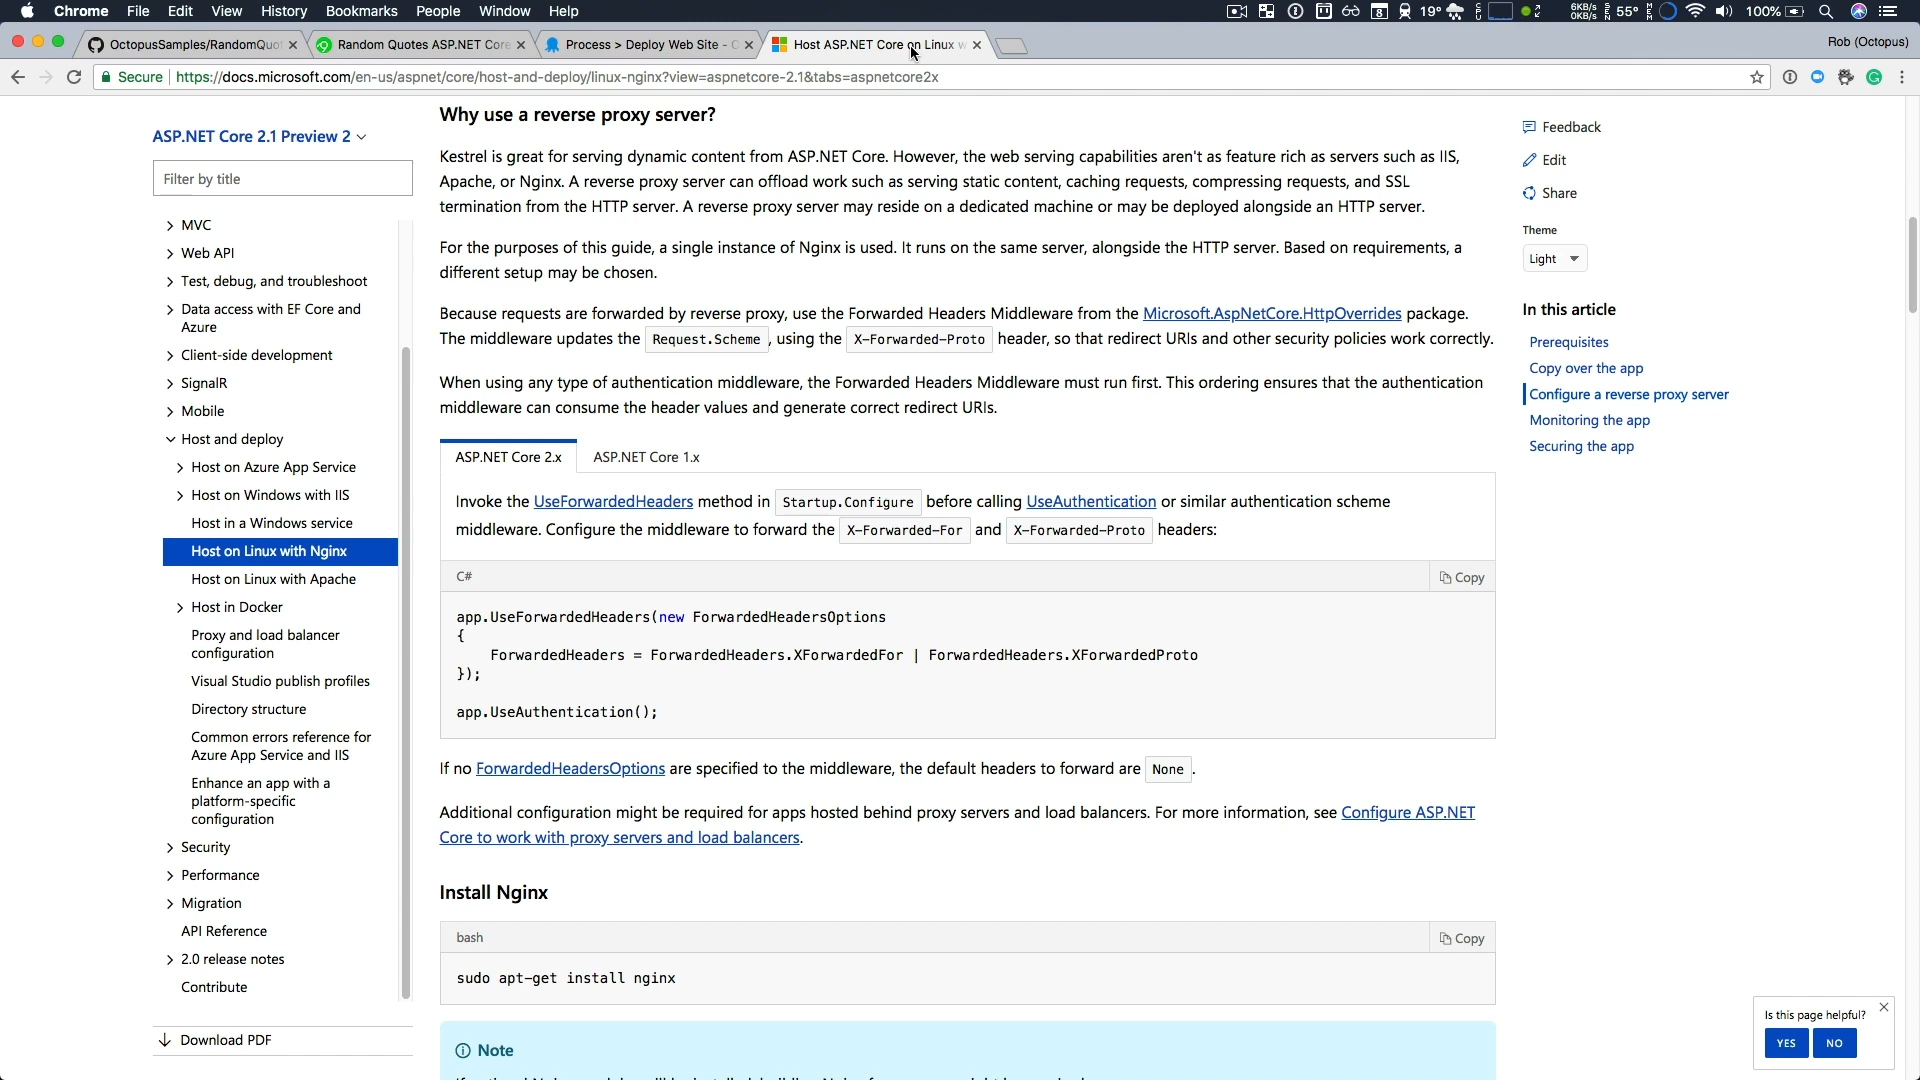 Chrome File Edit View History Bookmarks People Window Help
19° 6KB/s 0KB/s 55° 100%
OctopusSamples/RandomQuot
Random Quotes ASP.NET Core
Process > Deploy Web Site -
Host ASP.NET Core on Linux w
Rob (Octopus)
Secure | https://docs.microsoft.com/en-us/aspnet/core/host-and-deploy/linux-nginx?view=aspnetcore-2.1&tabs=aspnetcore2x
ASP.NET Core 2.1 Preview 2
Filter by title
MVC
Web API
Test, debug, and troubleshoot
Data access with EF Core and
Azure
Client-side development
SignalR
Mobile
Host and deploy
Host on Azure App Service
Host on Windows with IIS
Host in a Windows service
Host on Linux with Nginx
Host on Linux with Apache
Host in Docker
Proxy and load balancer
configuration
Visual Studio publish profiles
Directory structure
Common errors reference for
Azure App Service and IIS
Enhance an app with a
platform-specific
configuration
Security
Performance
Migration
API Reference
2.0 release notes
Contribute
Download PDF
Why use a reverse proxy server?
Kestrel is great for serving dynamic content from ASP.NET Core. However, the web serving capabilities aren't as feature rich as servers such as IIS,
Apache, or Nginx. A reverse proxy server can offload work such as serving static content, caching requests, compressing requests, and SSL
termination from the HTTP server. A reverse proxy server may reside on a dedicated machine or may be deployed alongside an HTTP server.
For the purposes of this guide, a single instance of Nginx is used. It runs on the same server, alongside the HTTP server. Based on requirements, a
different setup may be chosen.
Because requests are forwarded by reverse proxy, use the Forwarded Headers Middleware from the Microsoft.AspNetCore.HttpOverrides package.
The middleware updates the Request.Scheme , using the X-Forwarded-Proto header, so that redirect URIs and other security policies work correctly.
When using any type of authentication middleware, the Forwarded Headers Middleware must run first. This ordering ensures that the authentication
middleware can consume the header values and generate correct redirect URIs.
ASP.NET Core 2.x ASP.NET Core 1.x
Invoke the UseForwardedHeaders method in Startup.Configure before calling UseAuthentication or similar authentication scheme
middleware. Configure the middleware to forward the X-Forwarded-For and X-Forwarded-Proto headers:
C# Copy
app.UseForwardedHeaders(new ForwardedHeadersOptions
{
ForwardedHeaders = ForwardedHeaders.XForwardedFor | ForwardedHeaders.XForwardedProto
});
app.UseAuthentication();
If no ForwardedHeadersOptions are specified to the middleware, the default headers to forward are None .
Additional configuration might be required for apps hosted behind proxy servers and load balancers. For more information, see Configure ASP.NET
Core to work with proxy servers and load balancers.
Install Nginx
bash Copy
sudo apt-get install nginx
Note
Feedback
Edit
Share
Theme
Light
In this article
Prerequisites
Copy over the app
Configure a reverse proxy server
Monitoring the app
Securing the app
Is this page helpful?
YES NO